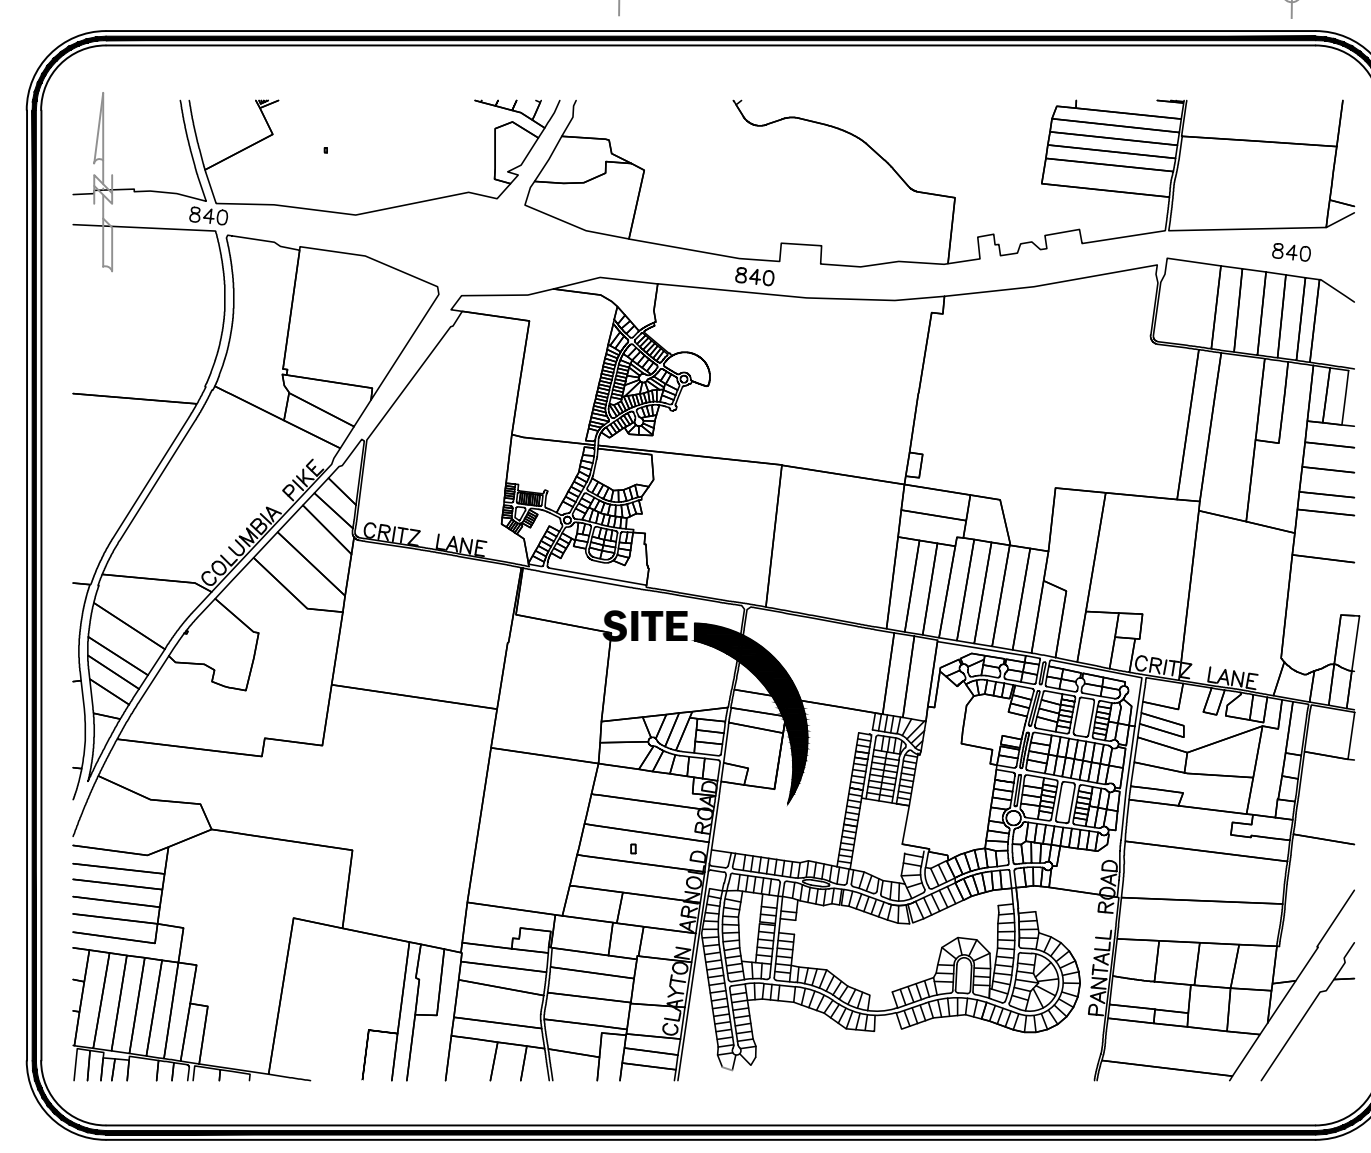 840
840
840
COLUMBIA PIKE
CRITZ LANE
SITE
CRITZ LANE
CLAYTON ARNOLD ROAD
PANTALL ROAD
N